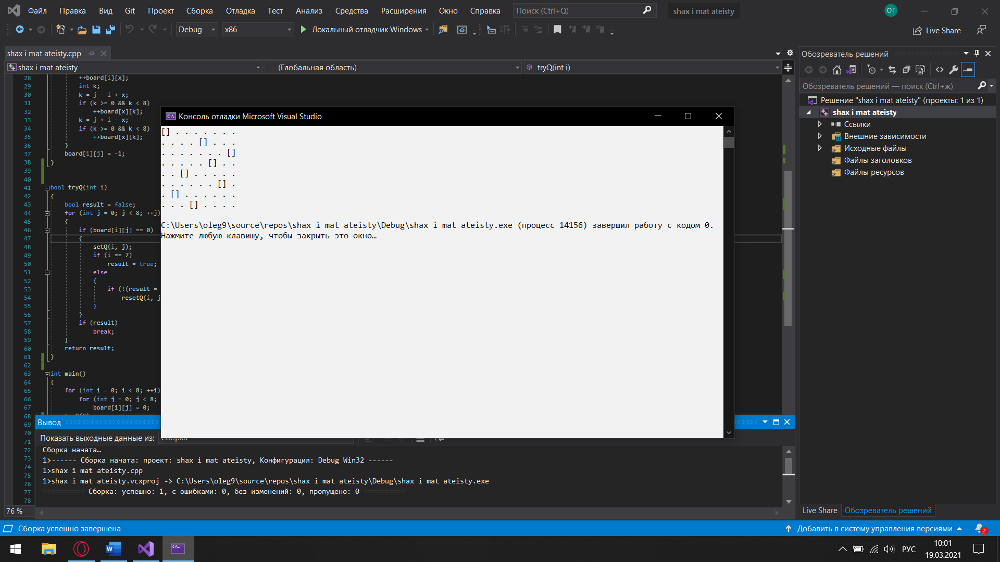 Файл Правка Вид Git Проект Сборка Отладка Тест Анализ Средства Расширения Окно Справка Поиск (Ctrl+Q) shax i mat ateisty ОГ
Debug x86 Локальный отладчик Windows Live Share
shax i mat ateisty.cpp
shax i mat ateisty (Глобальная область) tryQ(int i)
28 ++board[i][x];
29 int k;
30 k = j - i + x;
31 if (k >= 0 && k < 8)
32 ++board[x][k];
33 k = j + i - x;
34 if (k >= 0 && k < 8)
35 ++board[x][k];
36 }
37 board[i][j] = -1;
38 }
39
40
41 bool tryQ(int i)
42 {
43 bool result = false;
44 for (int j = 0; j < 8; ++j)
45 {
46 if (board[i][j] == 0)
47 {
48 setQ(i, j);
49 if (i == 7)
50 result = true;
51 else
52 {
53 if (!(result =
54 resetQ(i, j
55 }
56 }
57 if (result)
58 break;
59 }
60 return result;
61 }
62
63 int main()
64 {
65 for (int i = 0; i < 8; ++i)
66 for (int j = 0; j < 8;
67 board[i][j] = 0;
68
69
70
71
72
73
74
75
76
77
78
76 %
Консоль отладки Microsoft Visual Studio
[] . . . . . . .
. . . . [] . . .
. . . . . . . []
. . . . . [] . .
. . [] . . . . .
. . . . . . [] .
. [] . . . . . .
. . . [] . . . .
C:\Users\oleg9\source\repos\shax i mat ateisty\Debug\shax i mat ateisty.exe (процесс 14156) завершил работу с кодом 0.
Нажмите любую клавишу, чтобы закрыть это окно…
Вывод
Показать выходные данные из: Сборка
Сборка начата…
1>------ Сборка начата: проект: shax i mat ateisty, Конфигурация: Debug Win32 ------
1>shax i mat ateisty.cpp
1>shax i mat ateisty.vcxproj -> C:\Users\oleg9\source\repos\shax i mat ateisty\Debug\shax i mat ateisty.exe
========== Сборка: успешно: 1, с ошибками: 0, без изменений: 0, пропущено: 0 ==========
Обозреватель решений
Обозреватель решений — поиск (Ctrl+ж)
Решение "shax i mat ateisty" (проекты: 1 из 1)
shax i mat ateisty
Ссылки
Внешние зависимости
Исходные файлы
Файлы заголовков
Файлы ресурсов
Live Share Обозреватель решений
Сборка успешно завершена Добавить в систему управления версиями 2
РУС 10:01
19.03.2021